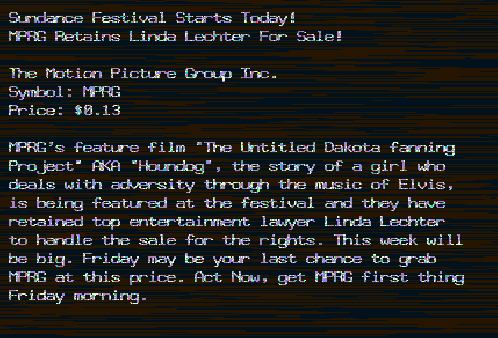 Sundance Festival Starts Today!
MPRG Retains Linda Lechter For Sale!
The Motion Picture Group Inc.
Symbol: MPRG
Price: $0.13
MPRG's feature film "The Untitled Dakota fanning
Project" AKA "Houndog", the story of a girl who
deals with adversity through the music of Elvis,
is being featured at the festival and they have
retained top entertainment lawyer Linda Lechter
to handle the sale for the rights. This week will
be big. Friday may be your last chance to grab
MPRG at this price. Act Now, get MPRG first thing
Friday morning.